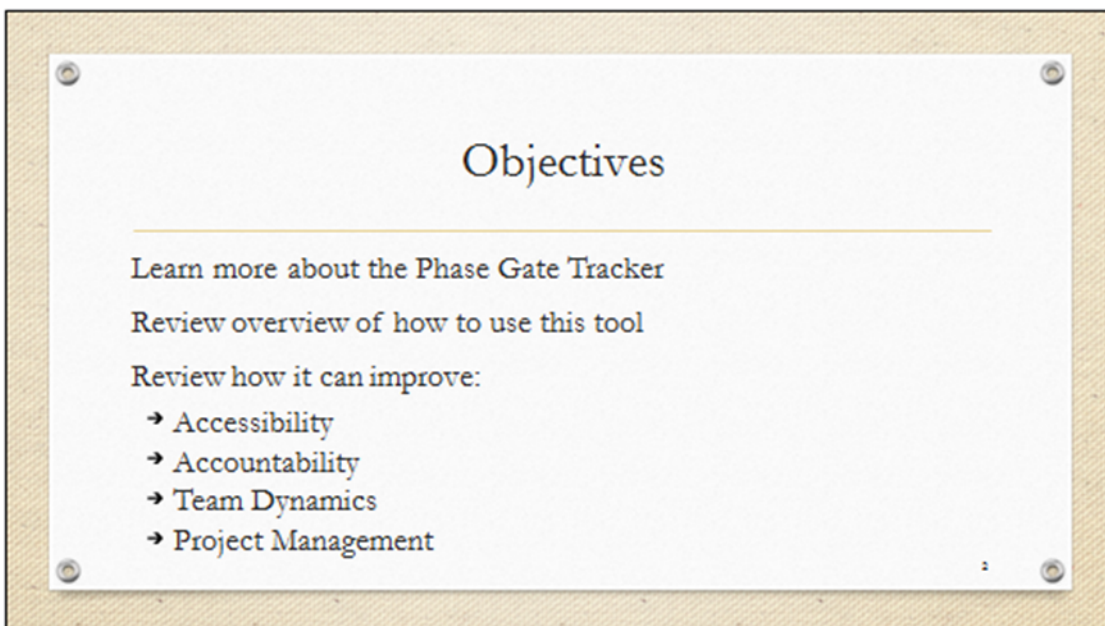 Objectives
Learn more about the Phase Gate Tracker
Review overview of how to use this tool
Review how it can improve:
➔ Accessibility
➔ Accountability
➔ Team Dynamics
➔ Project Management
2